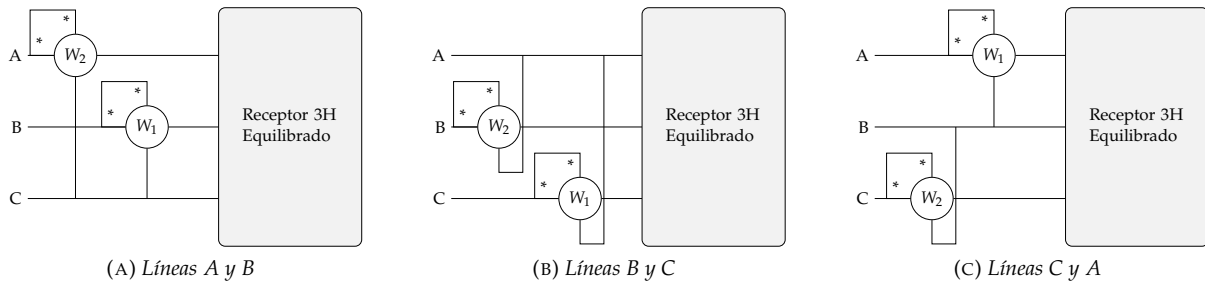 *
*
A
W₂
*
*
B
W₁
C
Receptor 3H
Equilibrado
(A) Líneas A y B
A
*
*
B
W₂
*
*
C
W₁
Receptor 3H
Equilibrado
(B) Líneas B y C
*
*
A
W₁
B
*
*
C
W₂
Receptor 3H
Equilibrado
(C) Líneas C y A